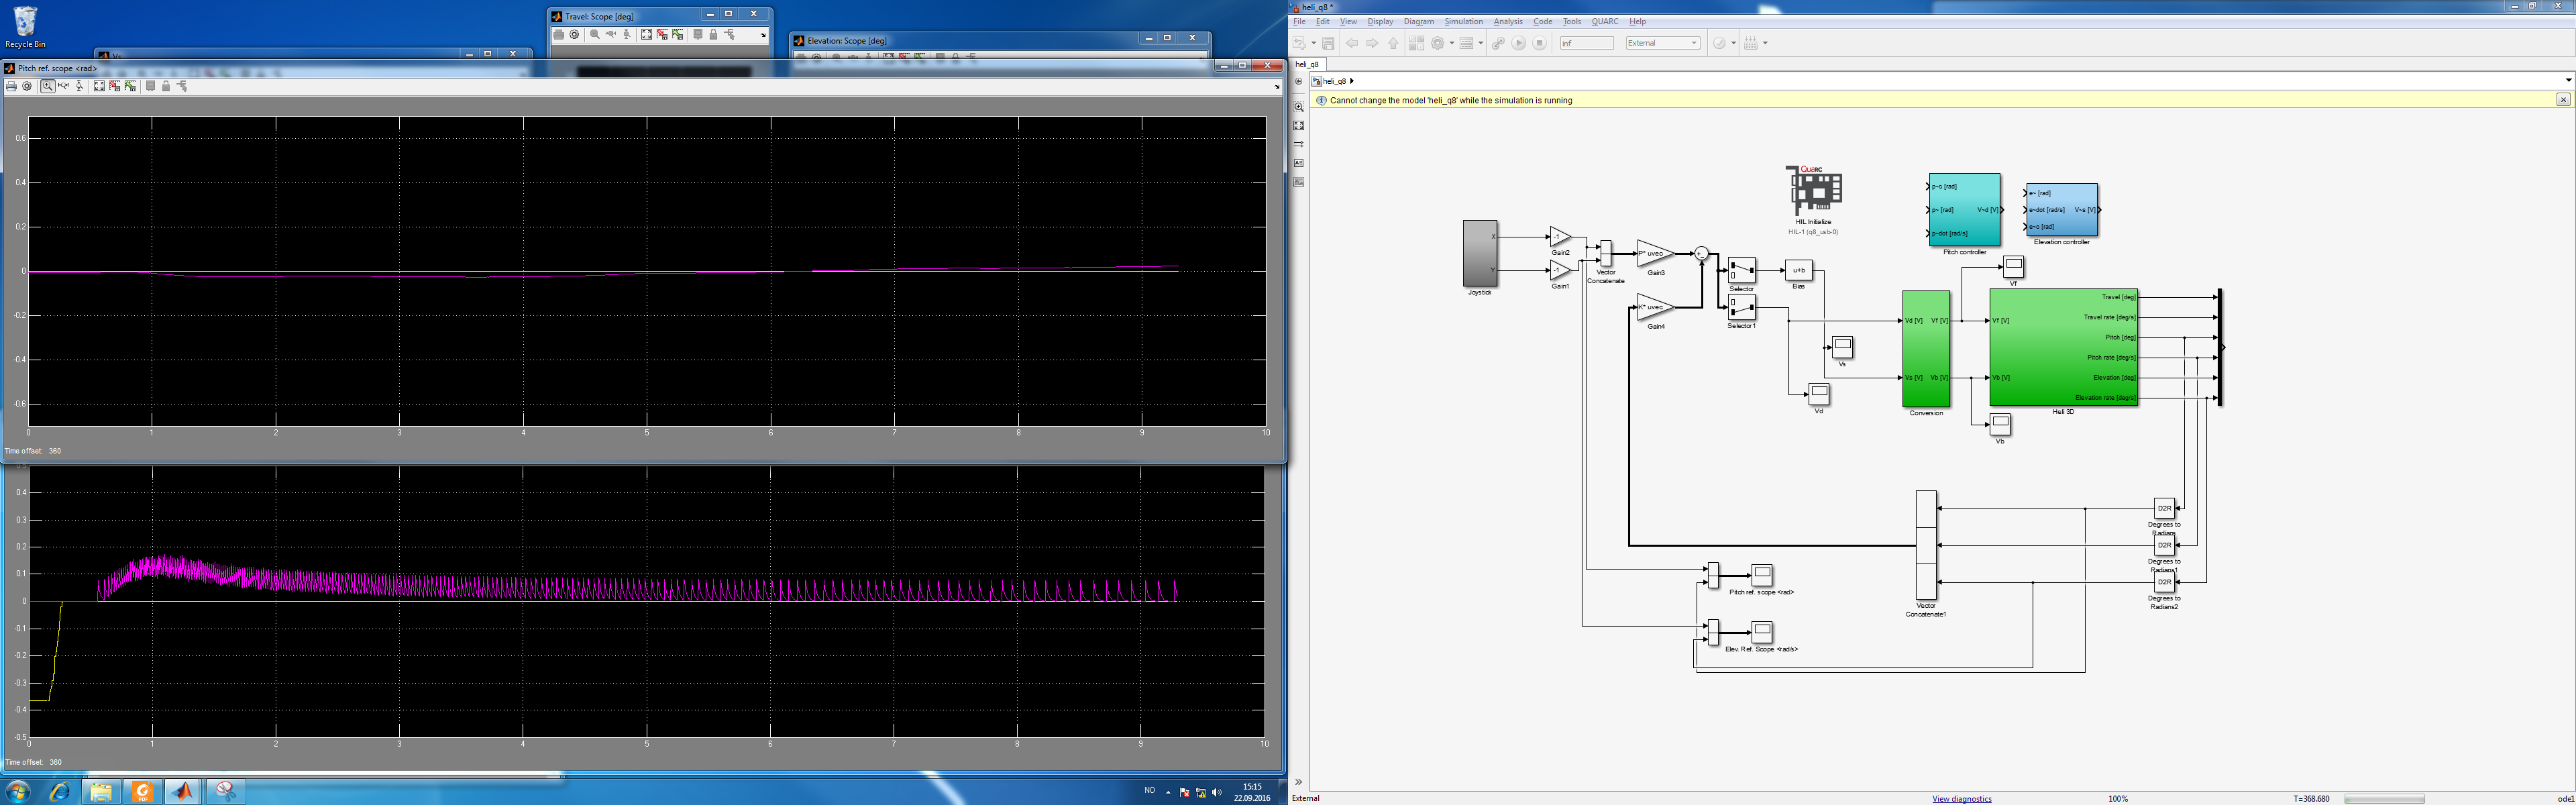 Recycle Bin
Travel: Scope [deg]
Elevation: Scope [deg]
Pitch ref. scope <rad>
0.6
0.4
0.2
0
-0.2
-0.4
-0.6
0 1 2 3 4 5 6 7 8 9 10
Time offset: 360
0.4
0.3
0.2
0.1
0
-0.1
-0.2
-0.3
-0.4
-0.5
0 1 2 3 4 5 6 7 8 9 10
Time offset: 360
NO
15:15
22.09.2016
heli_q8 *
File Edit View Display Diagram Simulation Analysis Code Tools QUARC Help
inf
External
heli_q8
heli_q8
Cannot change the model 'heli_q8' while the simulation is running
QUARC
HIL Initialize
HIL-1 (q8_usb-0)
p~c [rad]
p~ [rad]
p~dot [rad/s]
V~d [V]
Pitch controller
e~ [rad]
e~dot [rad/s]
e~c [rad]
V~s [V]
Elevation controller
X
Y
Joystick
-1
Gain2
-1
Gain1
Vector
Concatenate
P* uvec
Gain3
K* uvec
Gain4
Selector
Selector1
u+b
Bias
Vs
Vd
Vd [V]
Vf [V]
Vs [V]
Vb [V]
Conversion
Vf
Vb
Vf [V]
Vb [V]
Travel [deg]
Travel rate [deg/s]
Pitch [deg]
Pitch rate [deg/s]
Elevation [deg]
Elevation rate [deg/s]
Heli 3D
D2R
Degrees to
Radians
D2R
Degrees to
Radians1
D2R
Degrees to
Radians2
Vector
Concatenate1
Pitch ref. scope <rad>
Elev. Ref. Scope <rad/s>
External
View diagnostics
100%
T=368.680
ode1